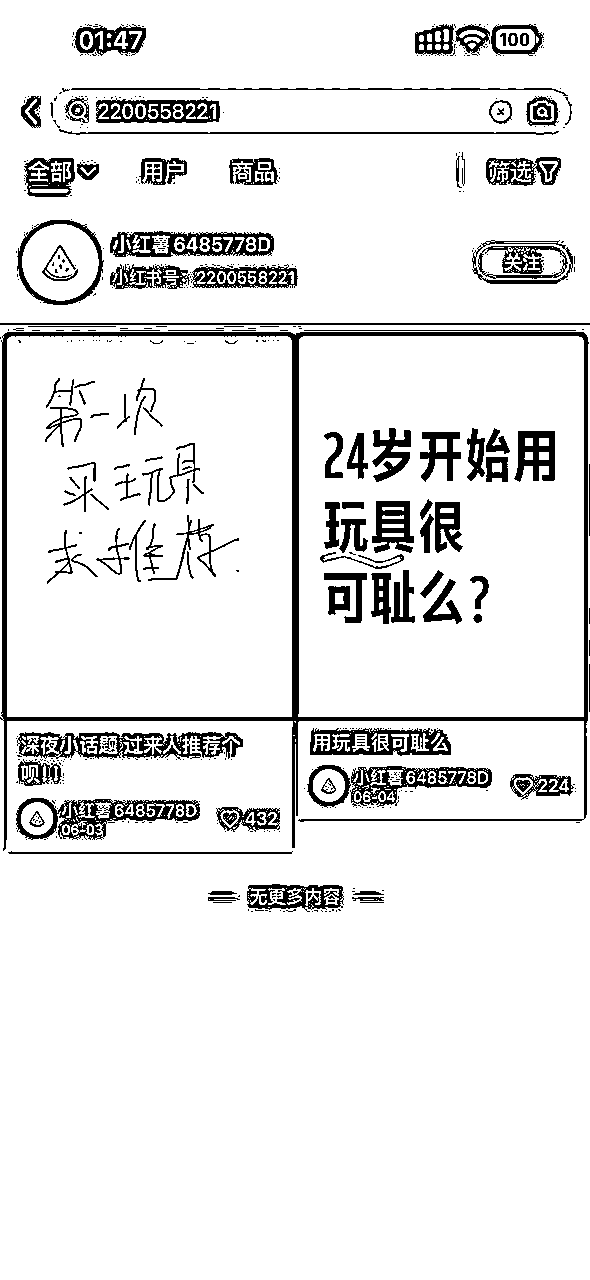 01:47
100
2200558221
全部
用户
商品
筛选
小红薯6485778D
小红书号：2200558221
关注
第一次
买玩具
求推荐.
24岁开始用
玩具很
可耻么?
深夜小话题 过来人推荐个
呗!!!
小红薯6485778D
06-03
432
用玩具很可耻么
小红薯6485778D
06-04
224
无更多内容